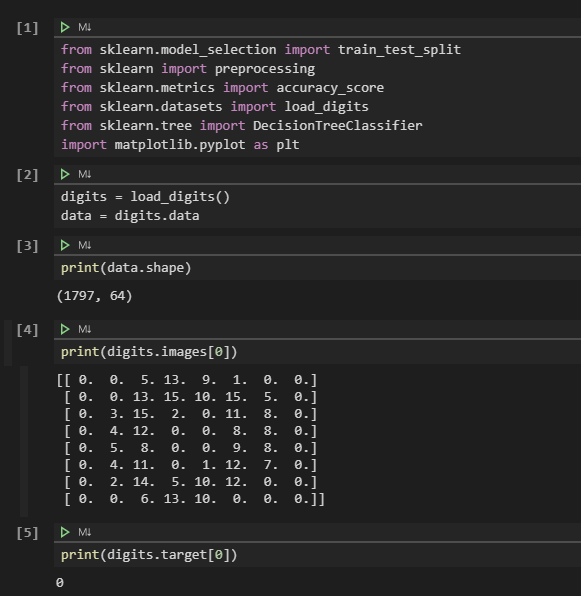 [1] M↓
from sklearn.model_selection import train_test_split
from sklearn import preprocessing
from sklearn.metrics import accuracy_score
from sklearn.datasets import load_digits
from sklearn.tree import DecisionTreeClassifier
import matplotlib.pyplot as plt
[2] M↓
digits = load_digits()
data = digits.data
[3] M↓
print(data.shape)
(1797, 64)
[4] M↓
print(digits.images[0])
[[ 0.  0.  5. 13.  9.  1.  0.  0.]
 [ 0.  0. 13. 15. 10. 15.  5.  0.]
 [ 0.  3. 15.  2.  0. 11.  8.  0.]
 [ 0.  4. 12.  0.  0.  8.  8.  0.]
 [ 0.  5.  8.  0.  0.  9.  8.  0.]
 [ 0.  4. 11.  0.  1. 12.  7.  0.]
 [ 0.  2. 14.  5. 10. 12.  0.  0.]
 [ 0.  0.  6. 13. 10.  0.  0.  0.]]
[5] M↓
print(digits.target[0])
0